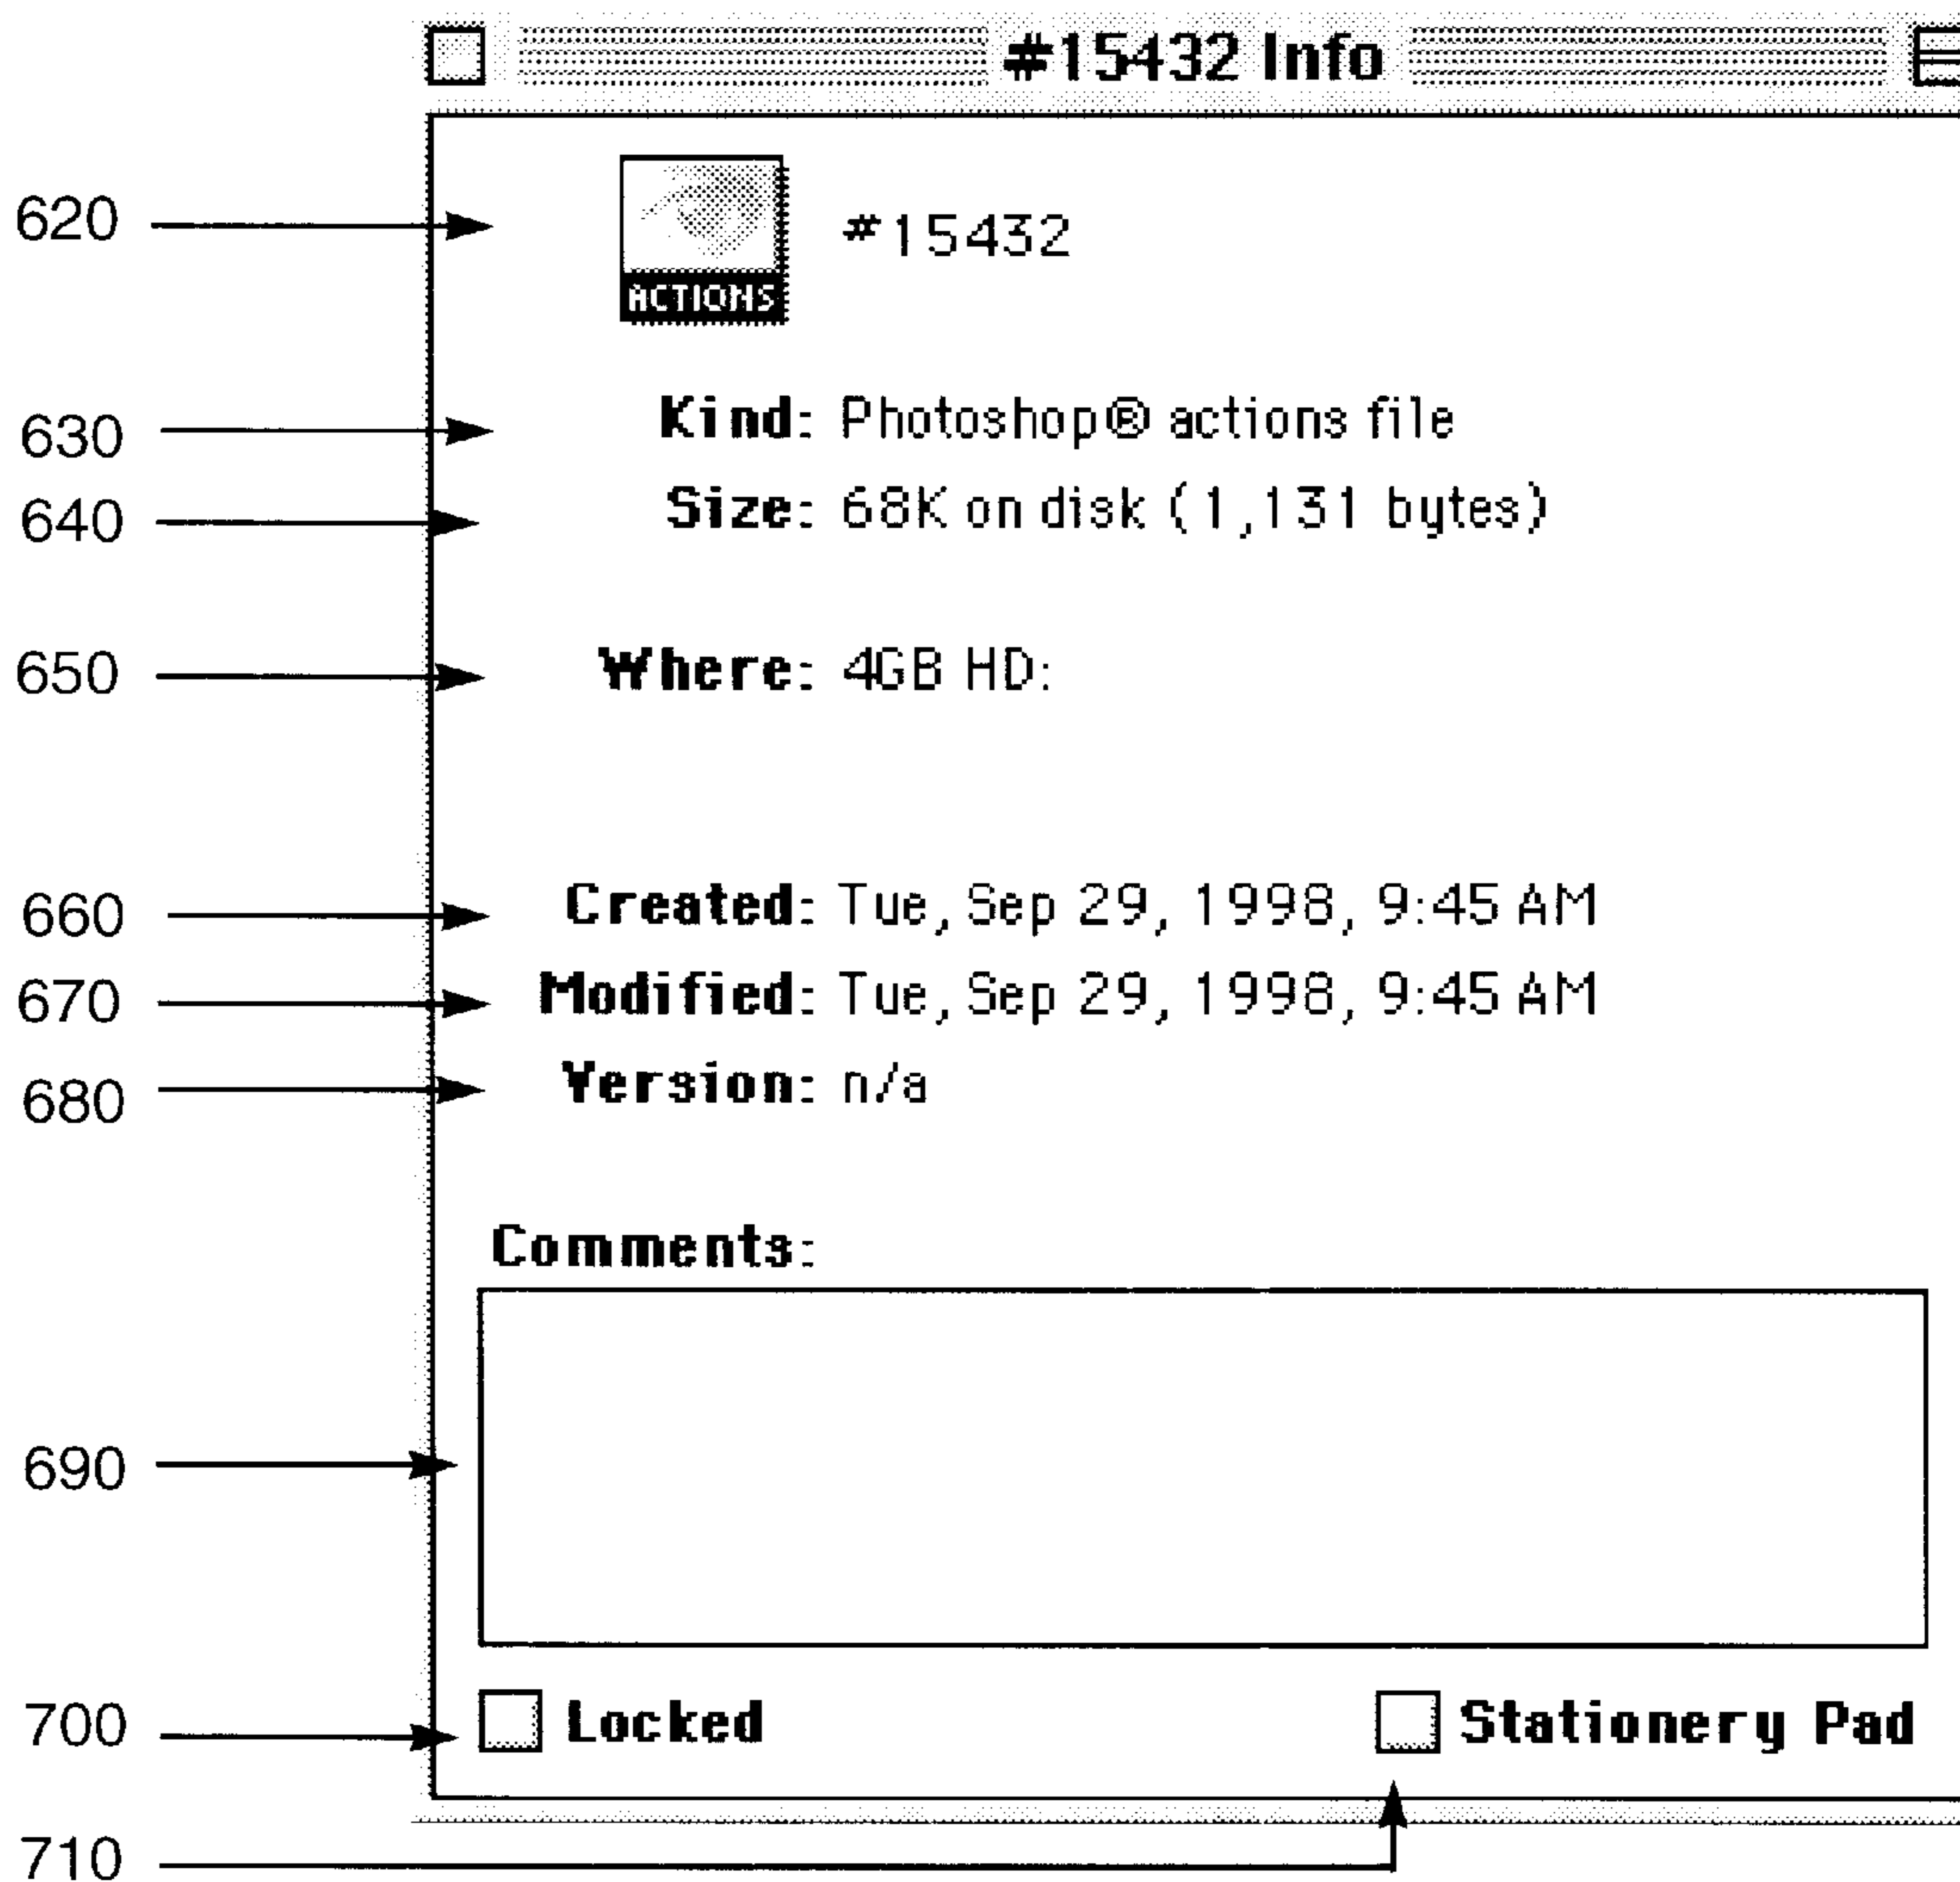 #15432 Info
620 #15432
ACTIONS
630 Kind: Photoshop® actions file
640 Size: 68K on disk (1,131 bytes)
650 Where: 4GB HD:
660 Created: Tue, Sep 29, 1998, 9:45 AM
670 Modified: Tue, Sep 29, 1998, 9:45 AM
680 Version: n/a
Comments:
690
700 Locked Stationery Pad
710